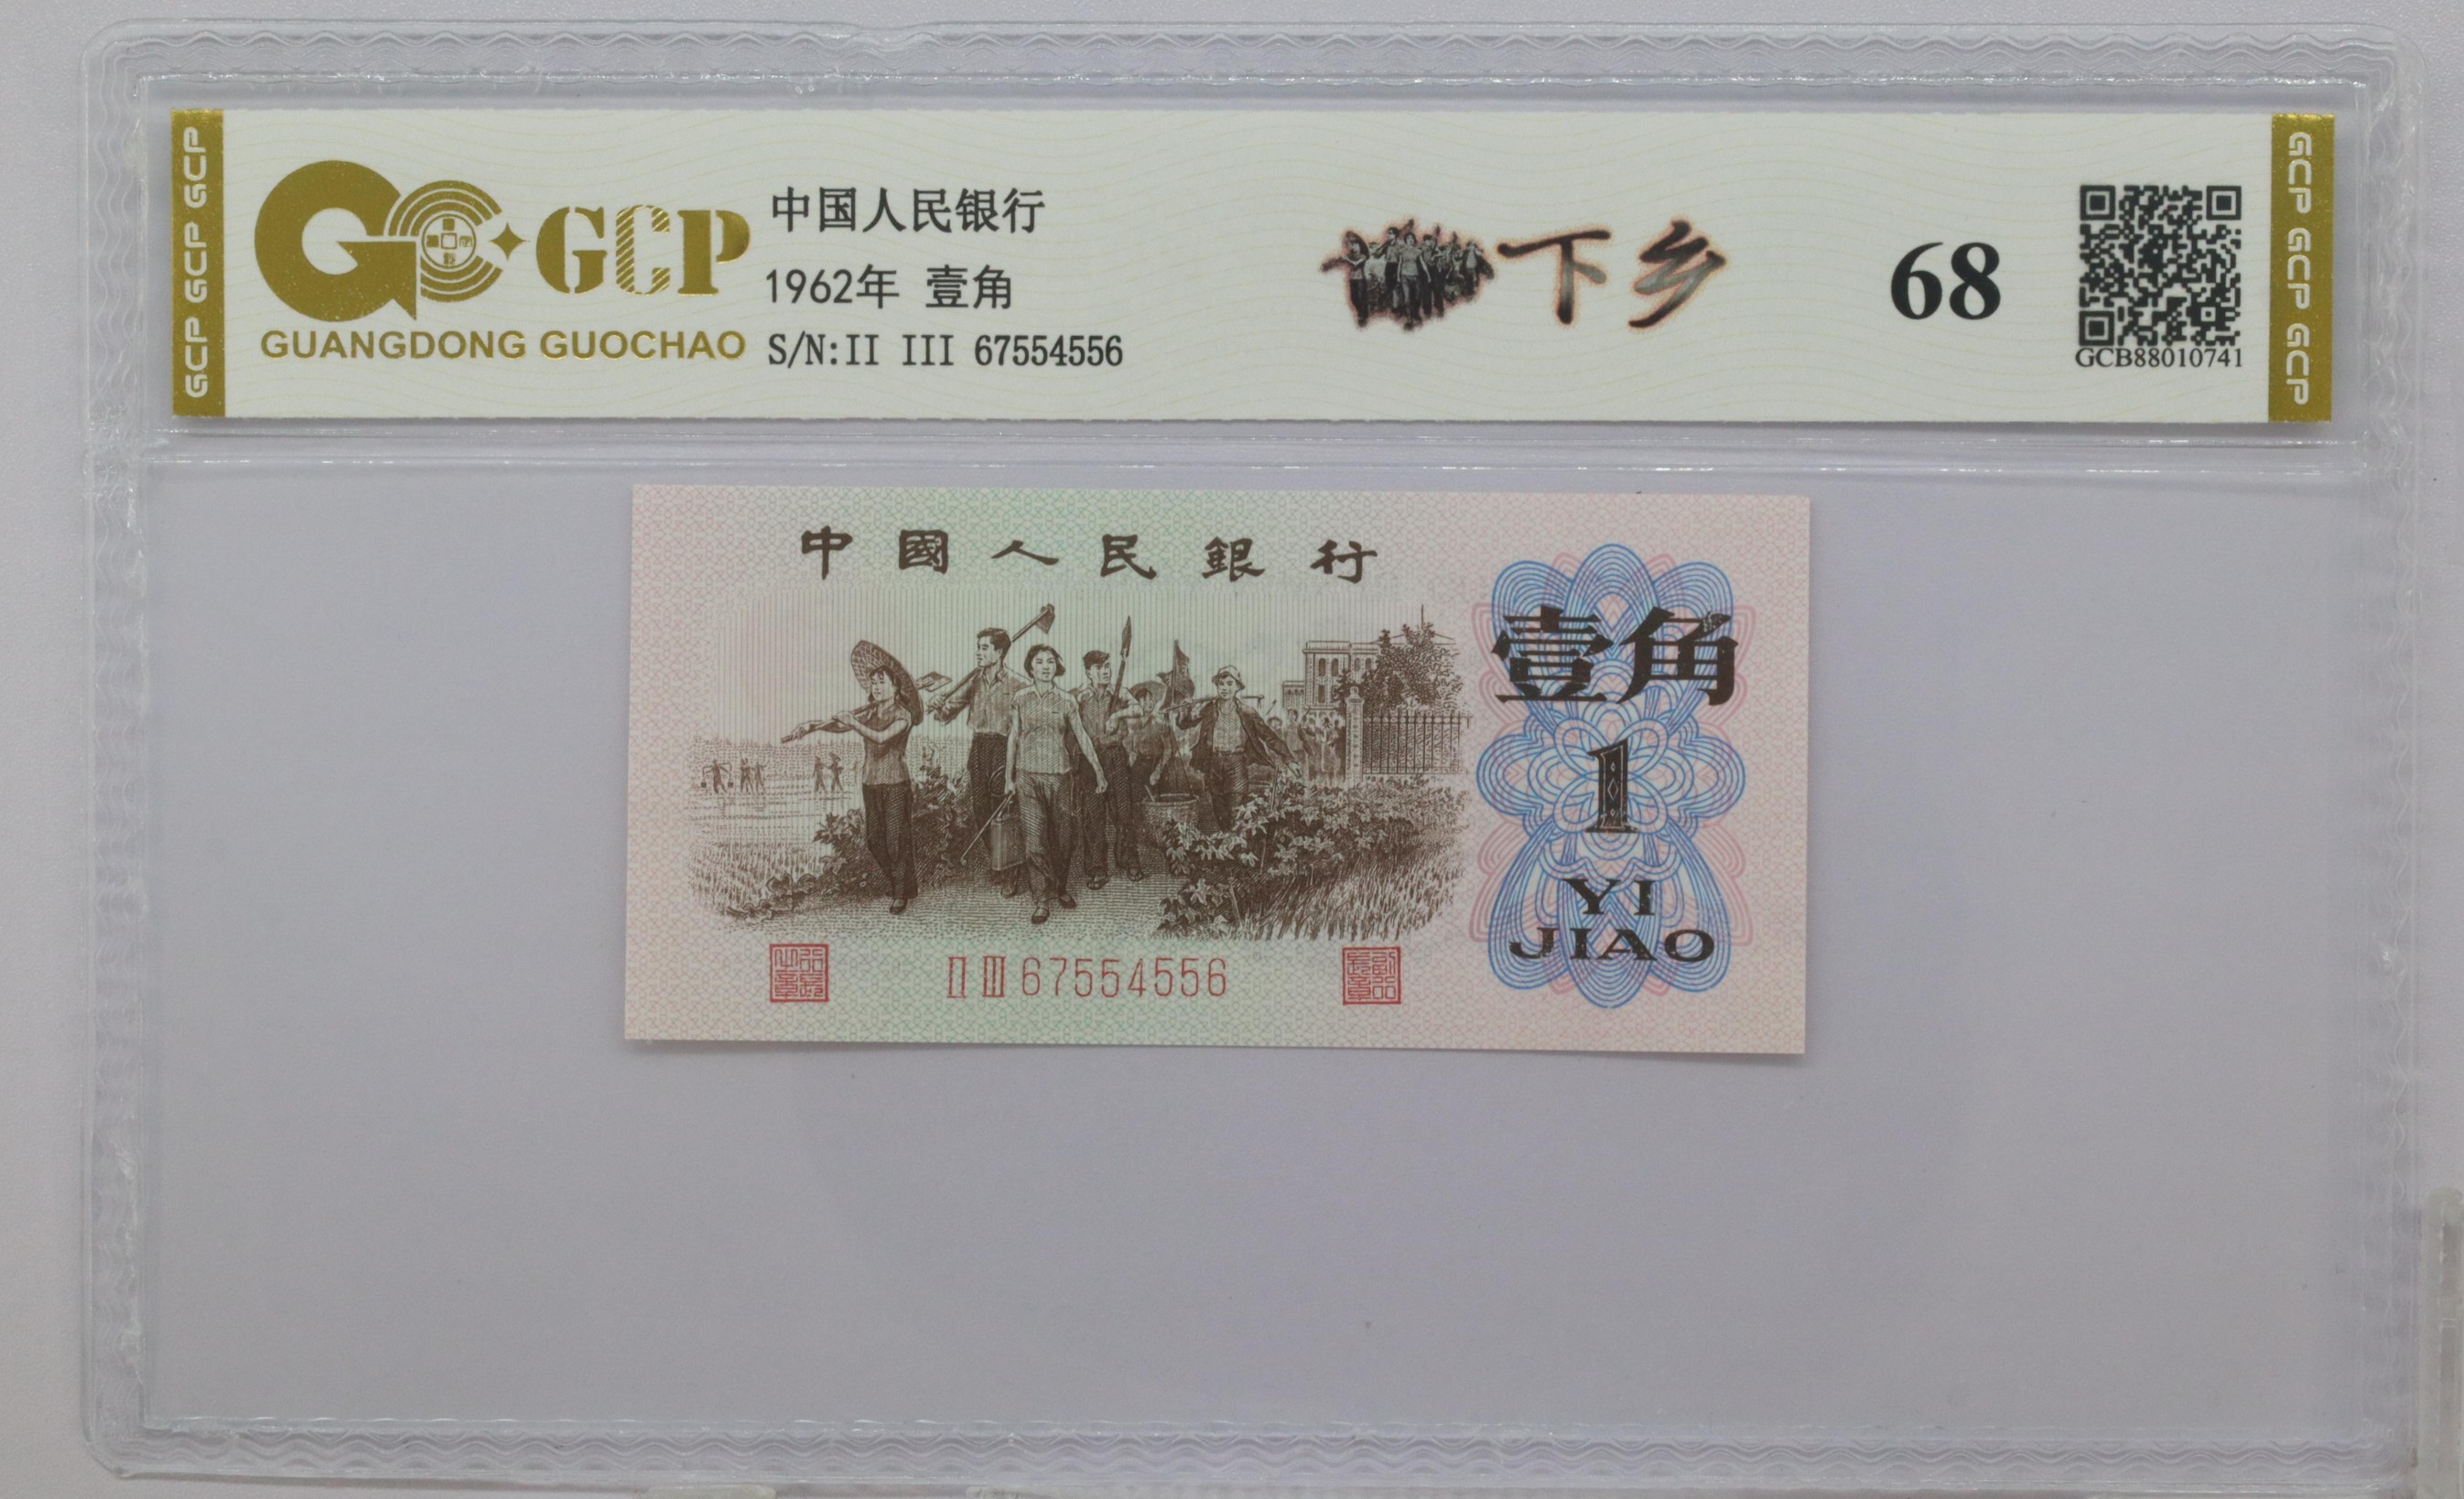 GCP GCP GCP
GCP
GUANGDONG GUOCHAO
中国人民银行
1962年 壹角
S/N:II III 67554556
下乡
68
GCB88010741
GCP GCP GCP
中國人民銀行
壹角
1
YI
JIAO
II III 67554556